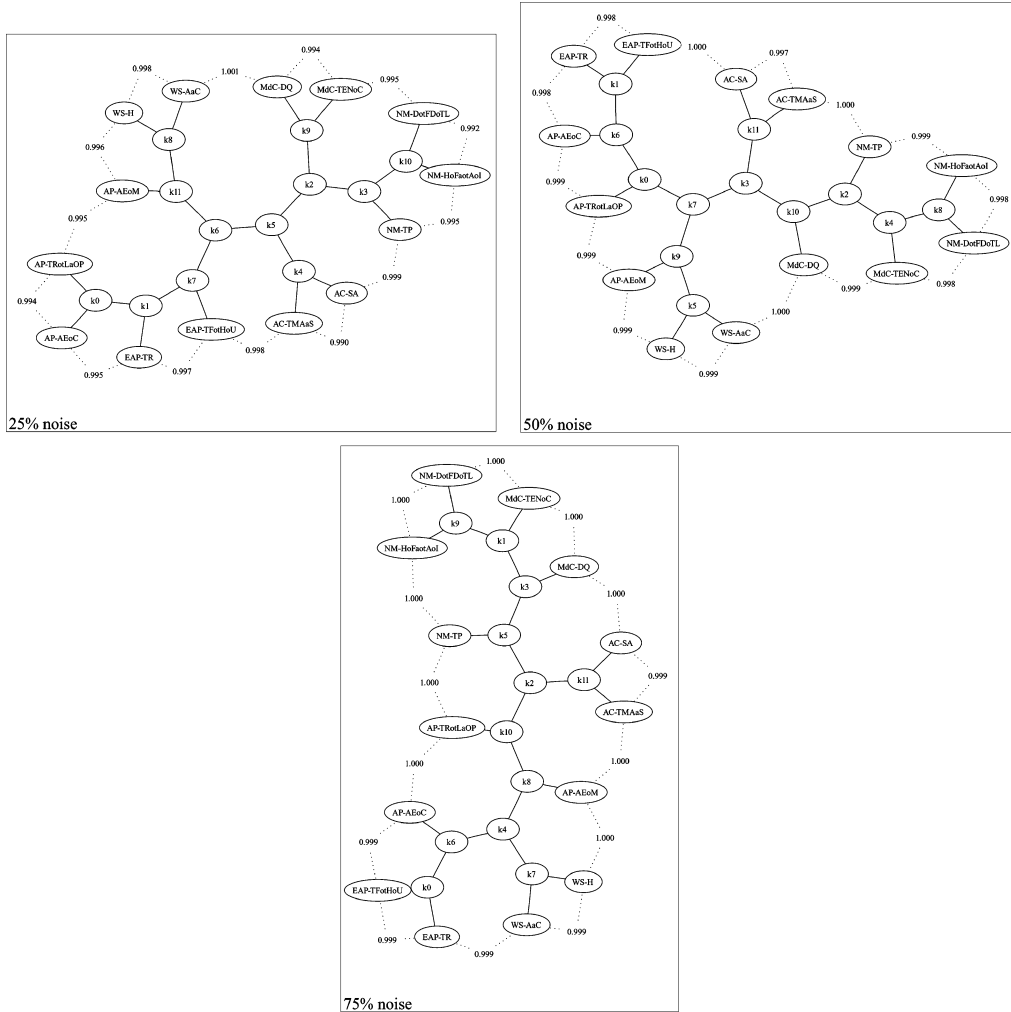 0.994
0.998
1.001
0.995
WS-AaC
MdC-DQ
MdC-TENoC
WS-H
NM-DotFDoTL
k9
0.992
k8
0.996
k10
NM-HoFaotAoI
k2
k3
AP-AEoM
k11
0.995
0.995
k6
k5
NM-TP
AP-TRotLaOP
k4
0.999
k7
AC-SA
0.994
k0
k1
AP-AEoC
EAP-TFotHoU
AC-TMAaS
0.990
EAP-TR
0.998
0.995
0.997
25% noise
0.998
EAP-TFotHoU
1.000
EAP-TR
0.997
AC-SA
k1
0.998
AC-TMAaS
1.000
k11
AP-AEoC
k6
0.999
NM-TP
NM-HoFaotAoI
0.999
k0
k3
k2
0.998
AP-TRotLaOP
k7
k10
k8
k4
NM-DotFDoTL
0.999
k9
MdC-DQ
MdC-TENoC
AP-AEoM
0.999
0.998
k5
1.000
0.999
WS-AaC
WS-H
0.999
50% noise
1.000
NM-DotFDoTL
1.000
MdC-TENoC
k9
1.000
k1
NM-HoFaotAoI
MdC-DQ
k3
1.000
1.000
NM-TP
k5
AC-SA
1.000
k2
k11
0.999
AC-TMAaS
AP-TRotLaOP
k10
1.000
1.000
k8
AP-AEoM
AP-AEoC
k4
0.999
k6
1.000
k7
WS-H
EAP-TFotHoU
k0
WS-AaC
0.999
0.999
EAP-TR
0.999
75% noise